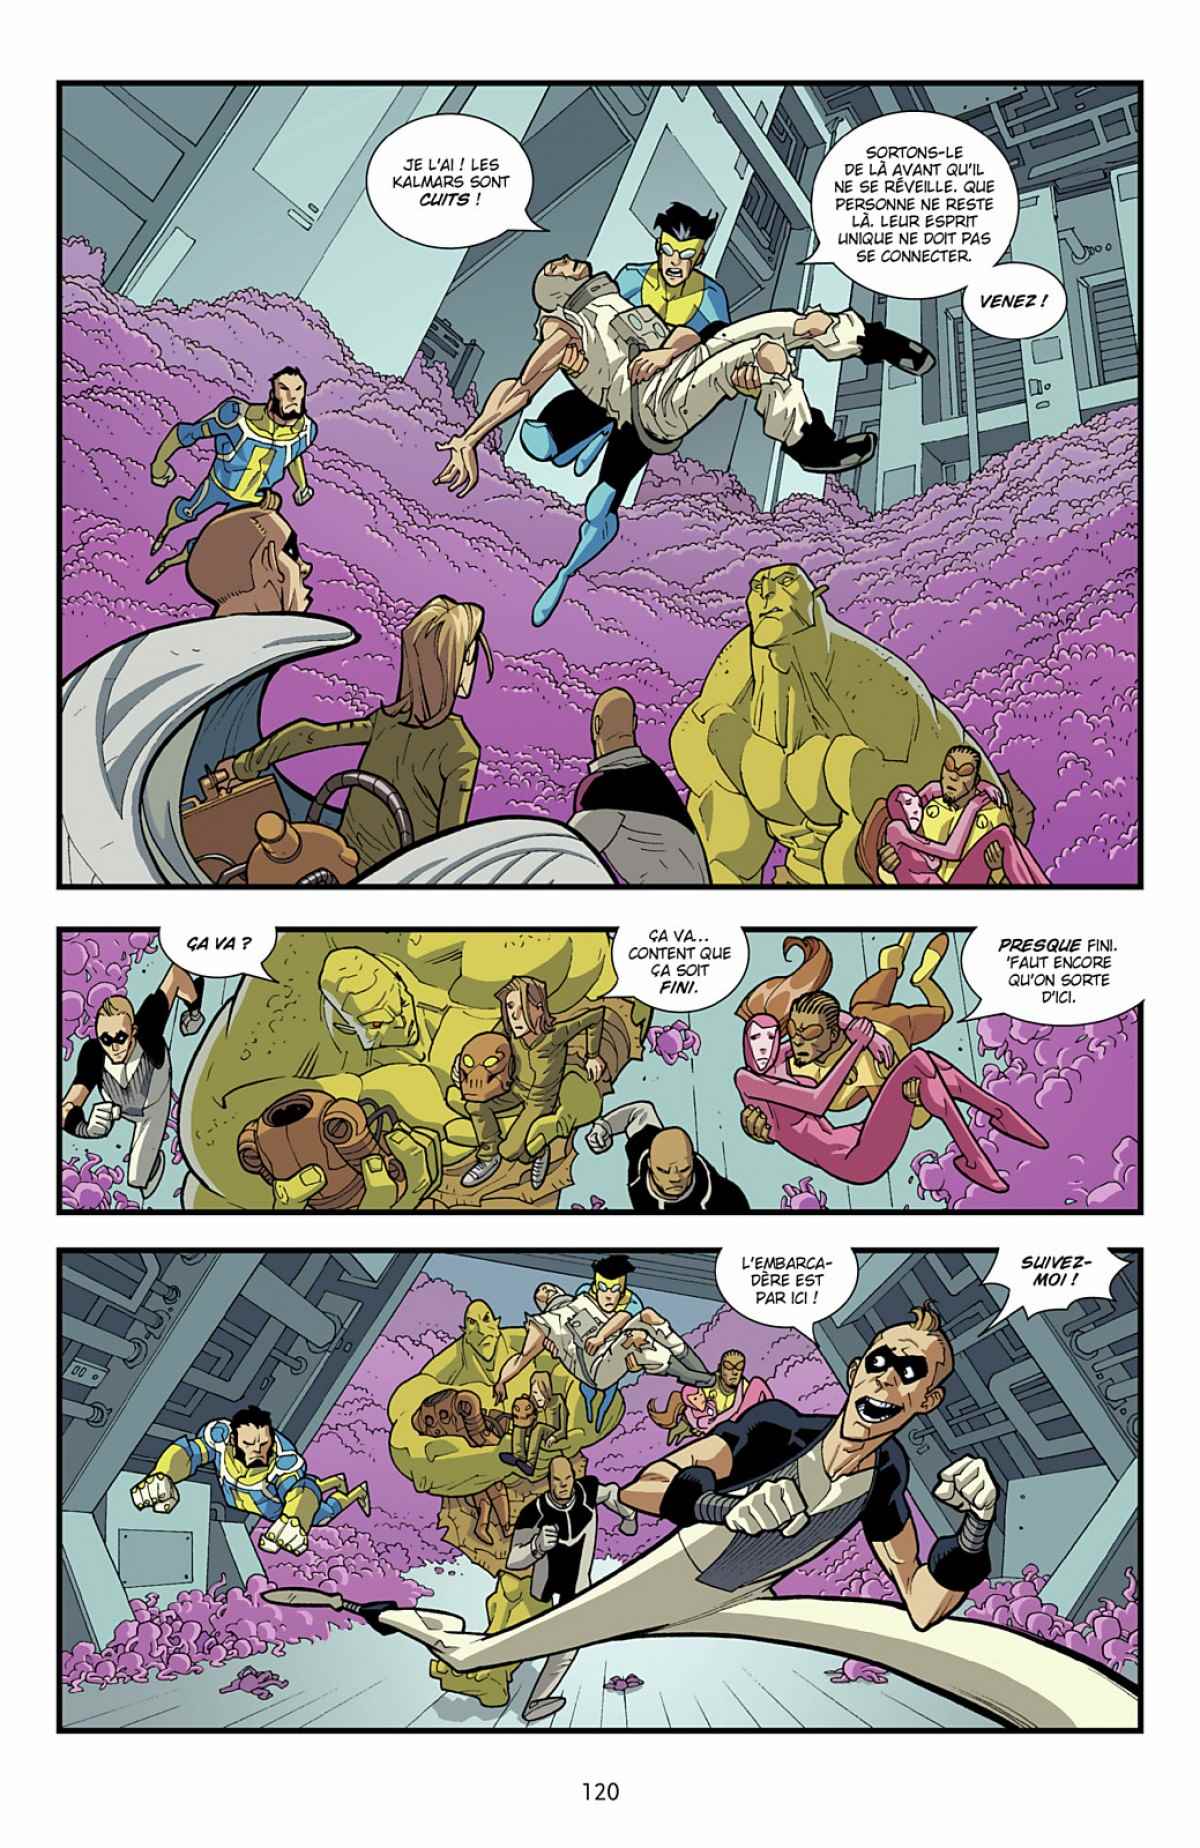 JE L'AI ! LES
KALMARS SONT
CUITS !
SORTONS-LE
DE LÀ AVANT QU'IL
NE SE RÉVEILLE. QUE
PERSONNE NE RESTE
LÀ. LEUR ESPRIT
UNIQUE NE DOIT PAS
SE CONNECTER.
VENEZ !
ÇA VA ?
ÇA VA...
CONTENT QUE
ÇA SOIT
FINI.
PRESQUE FINI.
'FAUT ENCORE
QU'ON SORTE
D'ICI.
L'EMBARCA-
DÈRE EST
PAR ICI !
SUIVEZ-
MOI !
120